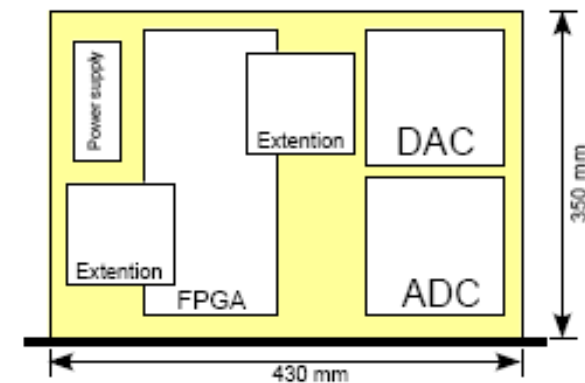 Power supply
Extention
DAC
Extention
FPGA
ADC
350 mm
430 mm